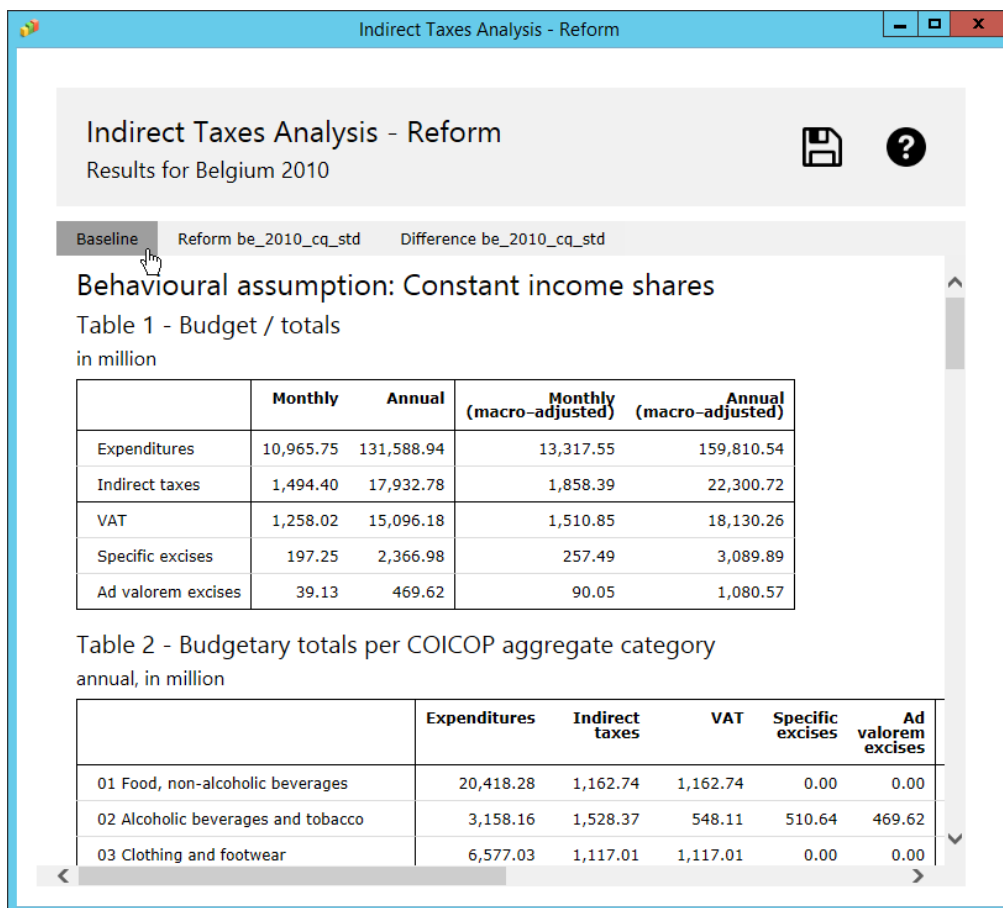 Indirect Taxes Analysis - Reform
x
Indirect Taxes Analysis - Reform
Results for Belgium 2010
?
Baseline Reform be_2010_cq_std Difference be_2010_cq_std
Behavioural assumption: Constant income shares
Table 1 - Budget / totals
in million
Monthly Annual Monthly (macro-adjusted) Annual (macro-adjusted)
Expenditures 10,965.75 131,588.94 13,317.55 159,810.54
Indirect taxes 1,494.40 17,932.78 1,858.39 22,300.72
VAT 1,258.02 15,096.18 1,510.85 18,130.26
Specific excises 197.25 2,366.98 257.49 3,089.89
Ad valorem excises 39.13 469.62 90.05 1,080.57
Table 2 - Budgetary totals per COICOP aggregate category
annual, in million
Expenditures Indirect taxes VAT Specific excises Ad valorem excises
01 Food, non-alcoholic beverages 20,418.28 1,162.74 1,162.74 0.00 0.00
02 Alcoholic beverages and tobacco 3,158.16 1,528.37 548.11 510.64 469.62
03 Clothing and footwear 6,577.03 1,117.01 1,117.01 0.00 0.00